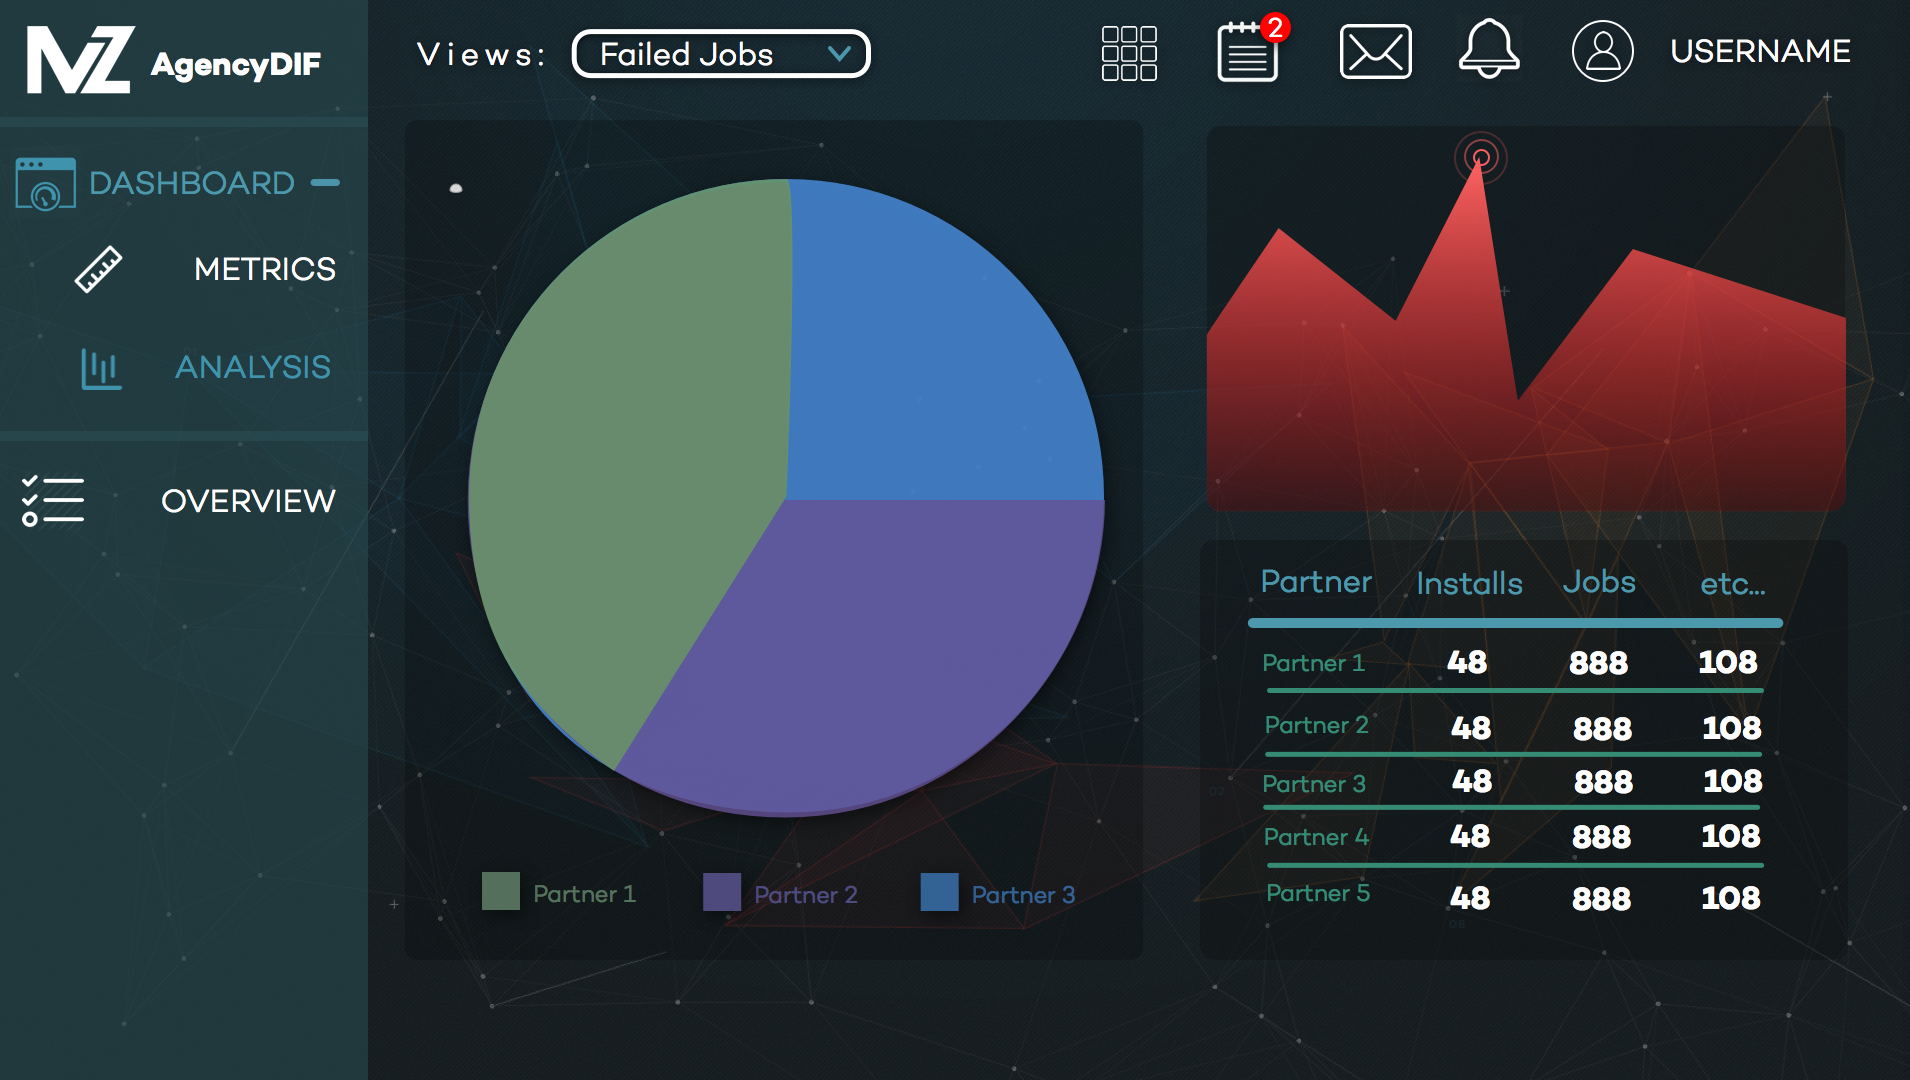 MZ AgencyDIF
Views: Failed Jobs
2
USERNAME
DASHBOARD
METRICS
ANALYSIS
OVERVIEW
Partner 1 Partner 2 Partner 3
Partner Installs Jobs etc...
Partner 1 48 888 108
Partner 2 48 888 108
Partner 3 48 888 108
Partner 4 48 888 108
Partner 5 48 888 108